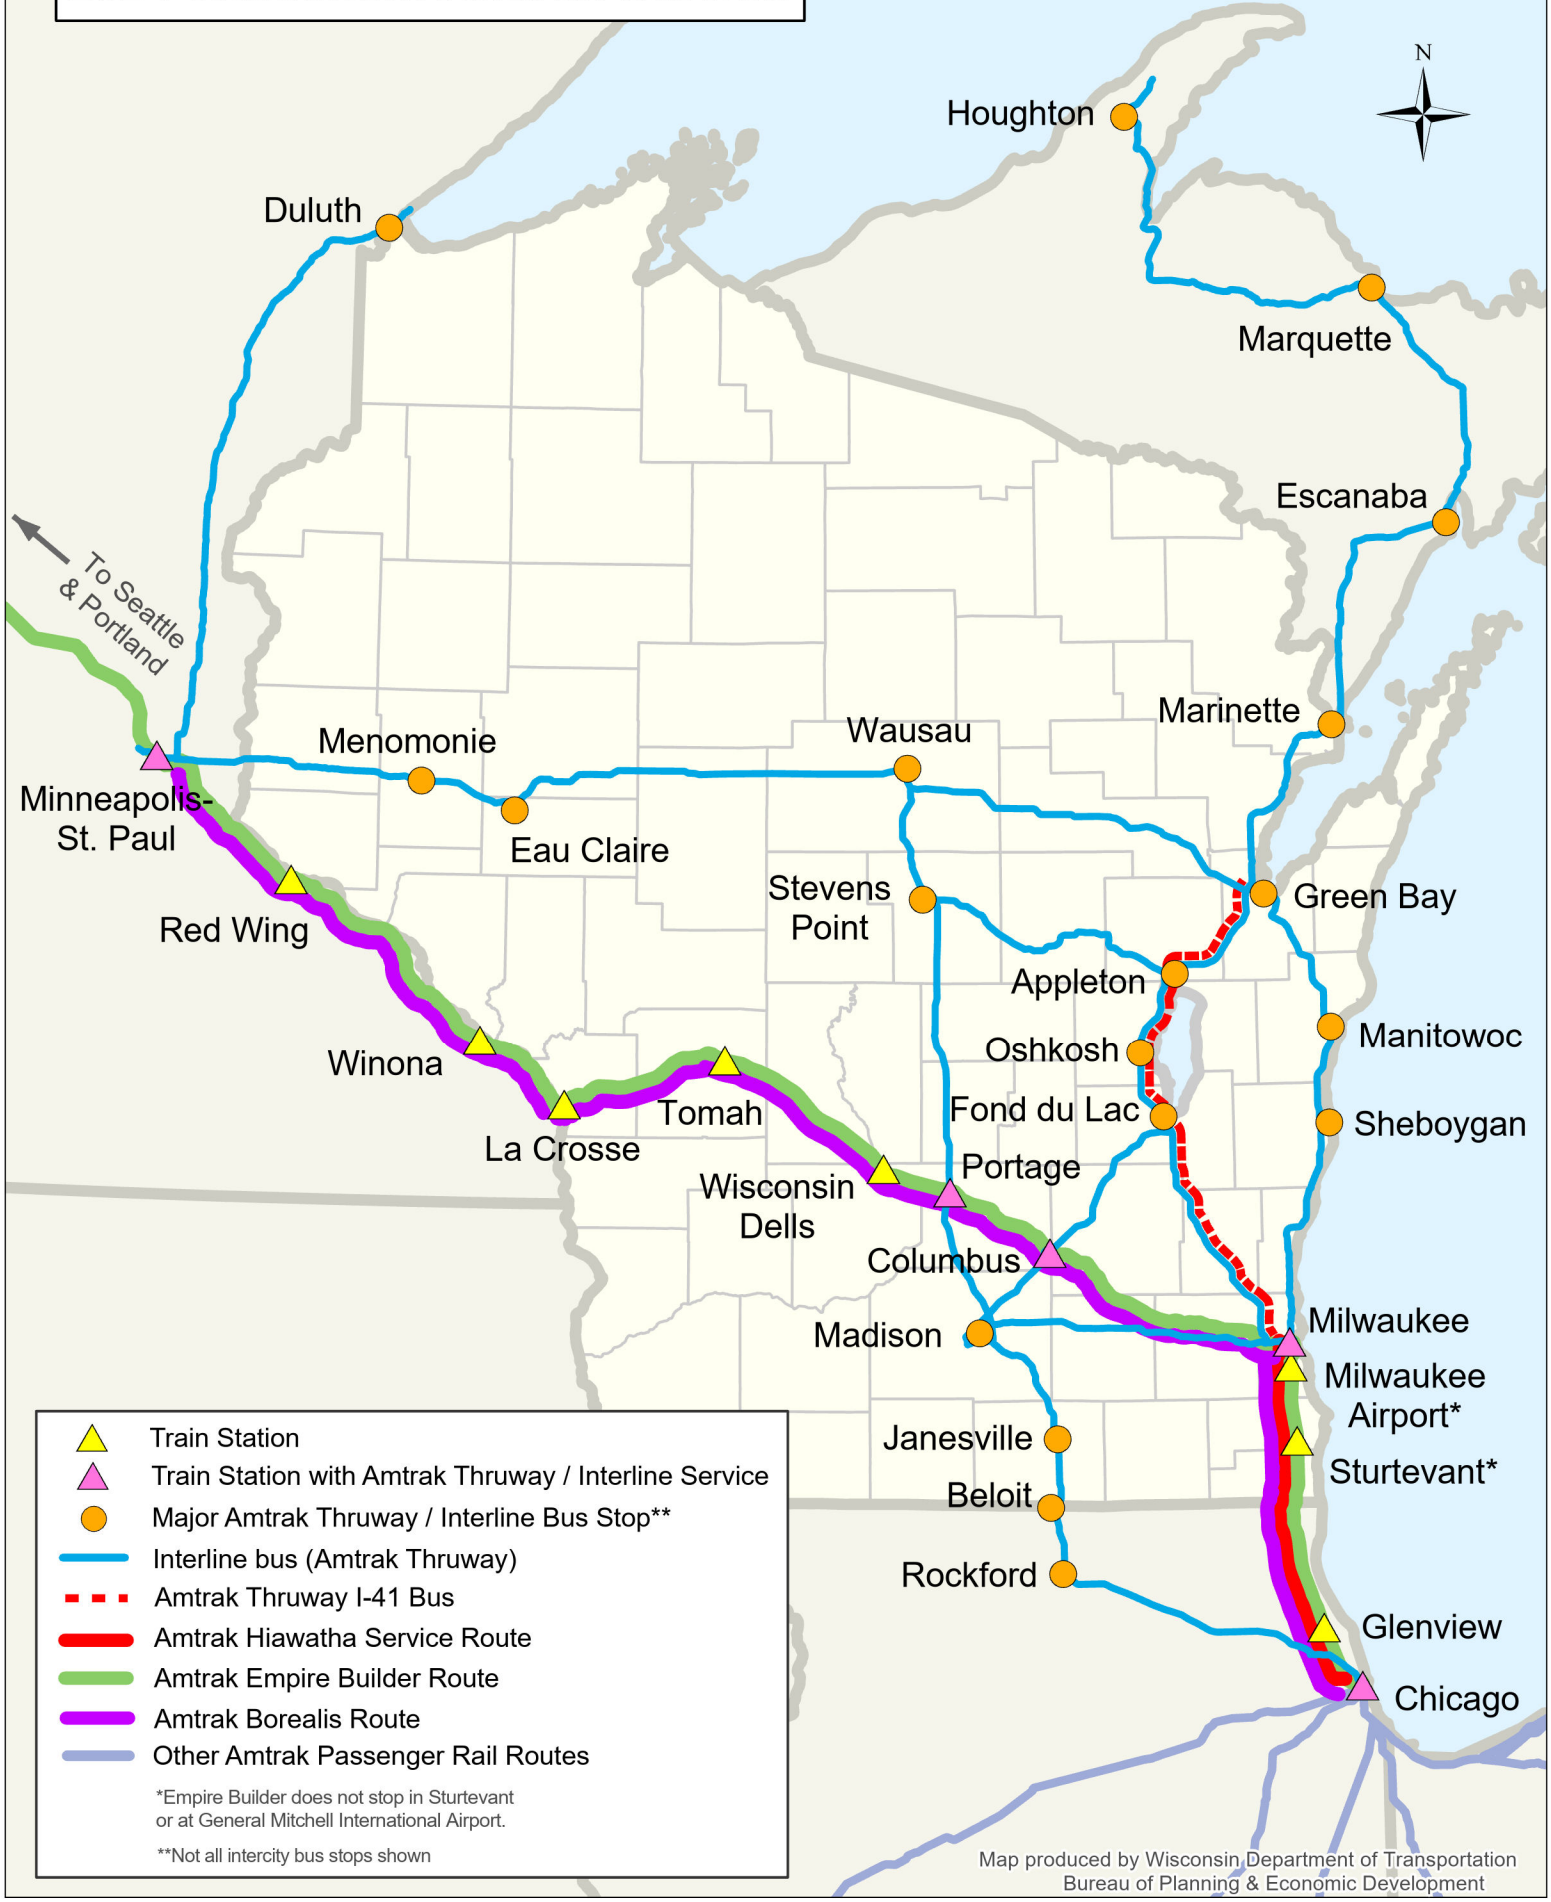 N
Houghton
Duluth
Marquette
Escanaba
To Seattle
& Portland
Marinette
Wausau
Menomonie
Minneapolis-
St. Paul
Eau Claire
Stevens
Point
Green Bay
Red Wing
Appleton
Manitowoc
Oshkosh
Winona
Fond du Lac
Tomah
Sheboygan
La Crosse
Portage
Wisconsin
Dells
Columbus
Milwaukee
Madison
Milwaukee
Airport*
Janesville
Sturtevant*
Beloit
Rockford
Glenview
Chicago
Train Station
Train Station with Amtrak Thruway / Interline Service
Major Amtrak Thruway / Interline Bus Stop**
Interline bus (Amtrak Thruway)
Amtrak Thruway I-41 Bus
Amtrak Hiawatha Service Route
Amtrak Empire Builder Route
Amtrak Borealis Route
Other Amtrak Passenger Rail Routes
*Empire Builder does not stop in Sturtevant
or at General Mitchell International Airport.
**Not all intercity bus stops shown
Map produced by Wisconsin Department of Transportation
Bureau of Planning & Economic Development